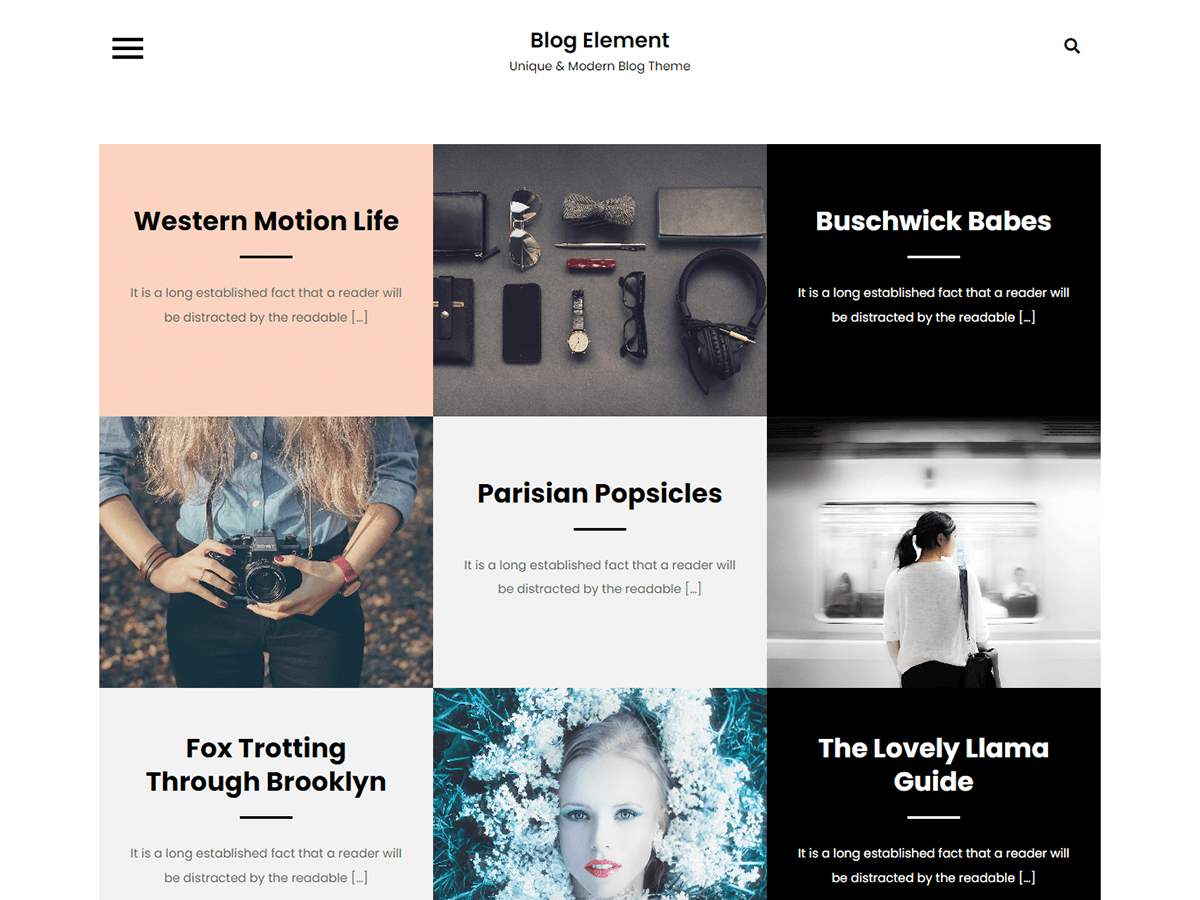 Blog Element
Unique & Modern Blog Theme
Western Motion Life
It is a long established fact that a reader will
be distracted by the readable […]
Buschwick Babes
It is a long established fact that a reader will
be distracted by the readable […]
Parisian Popsicles
It is a long established fact that a reader will
be distracted by the readable […]
Fox Trotting
Through Brooklyn
It is a long established fact that a reader will
be distracted by the readable […]
The Lovely Llama
Guide
It is a long established fact that a reader will
be distracted by the readable […]